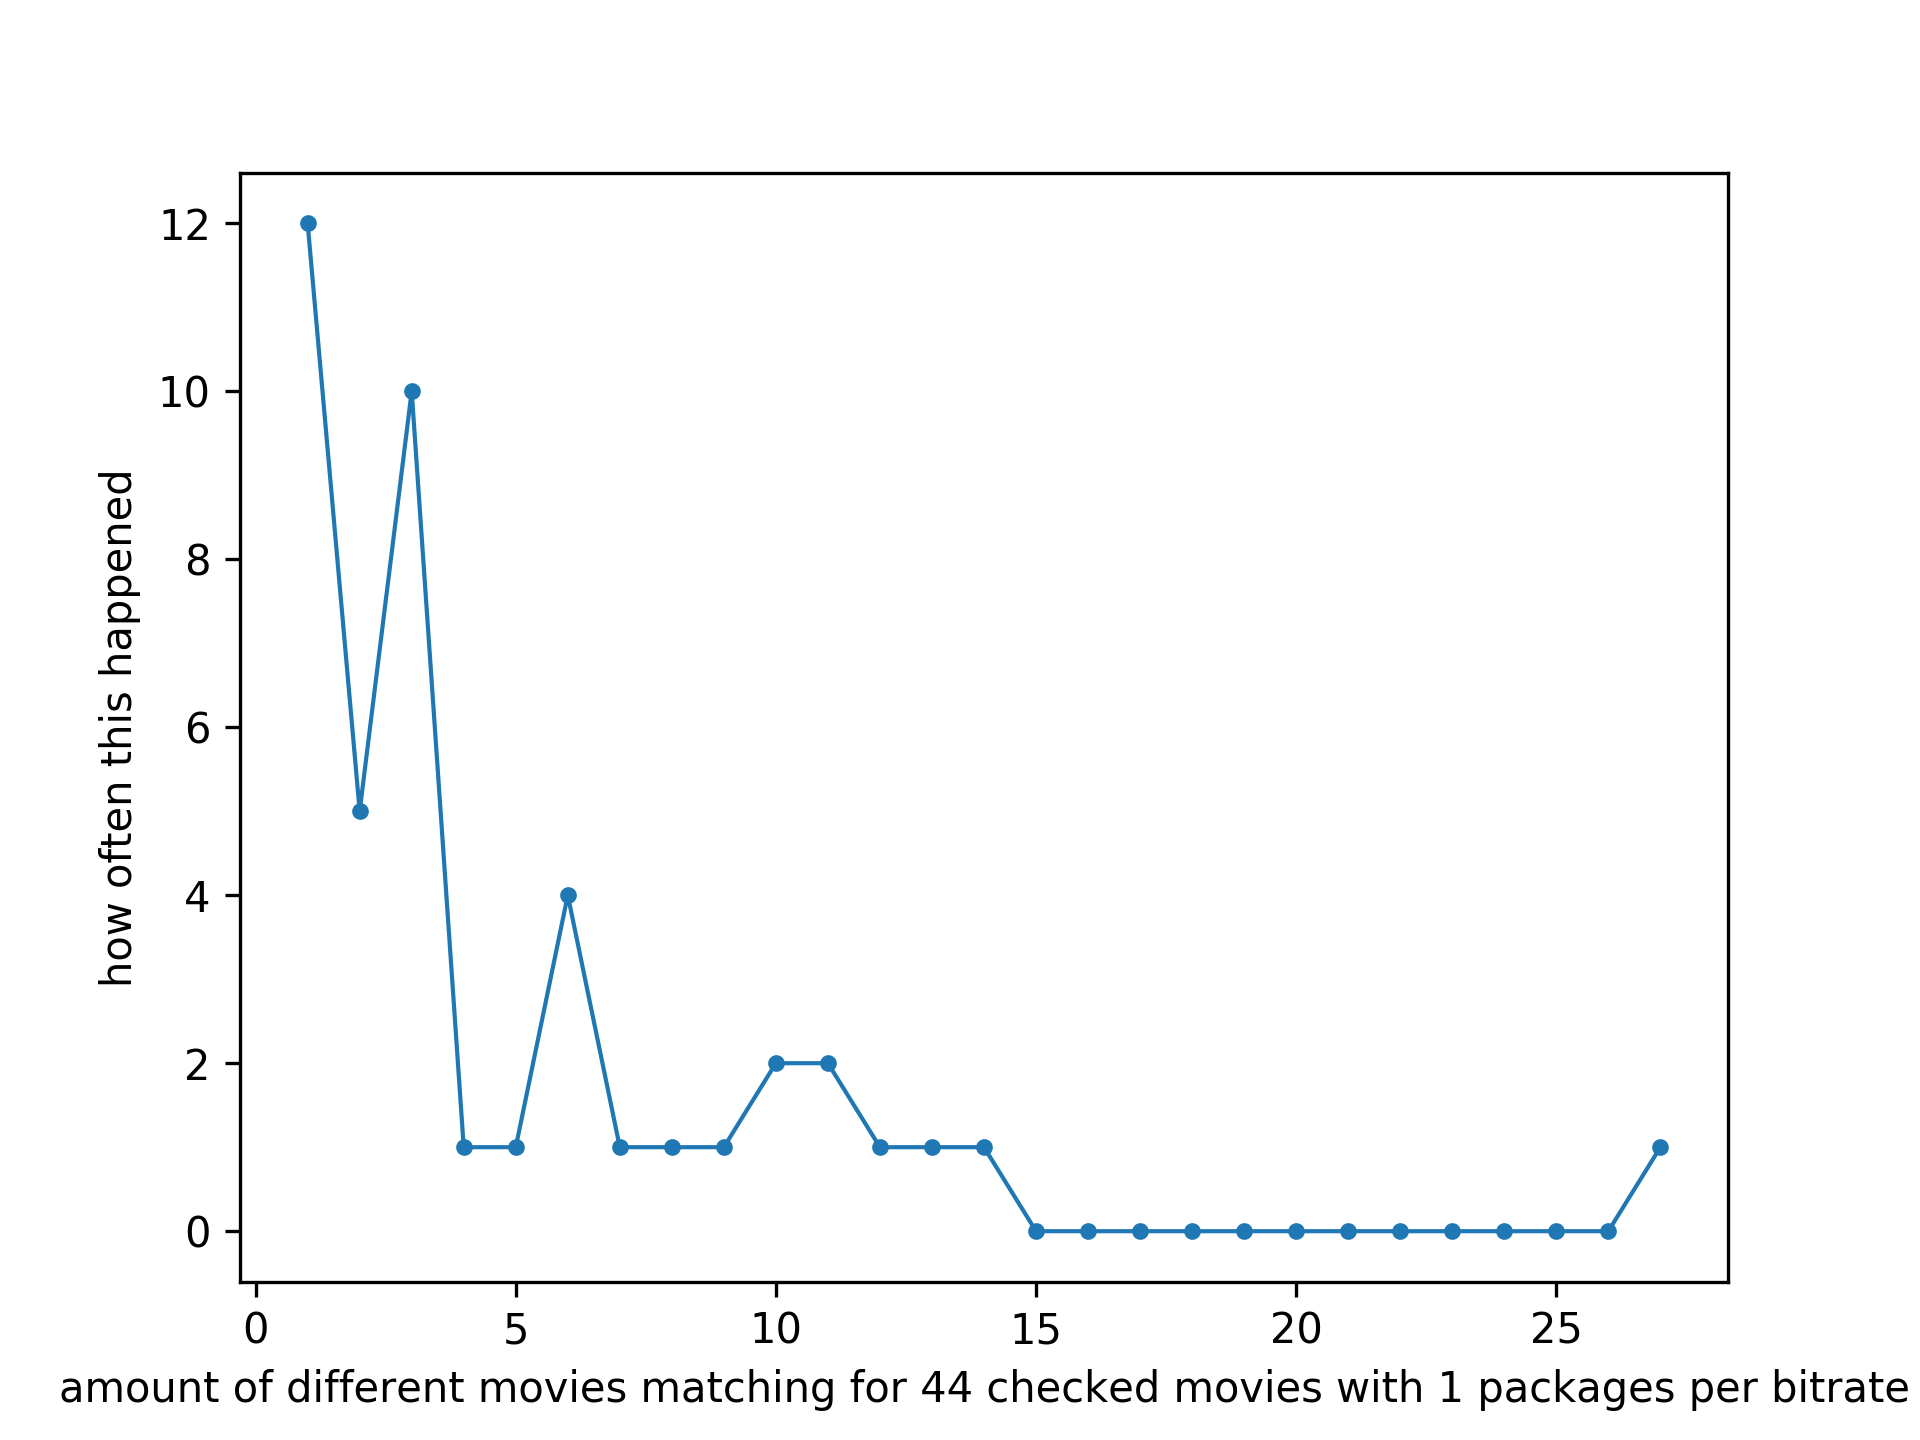 12
10
8
6
4
2
0
how often this happened
0 5 10 15 20 25
amount of different movies matching for 44 checked movies with 1 packages per bitrate